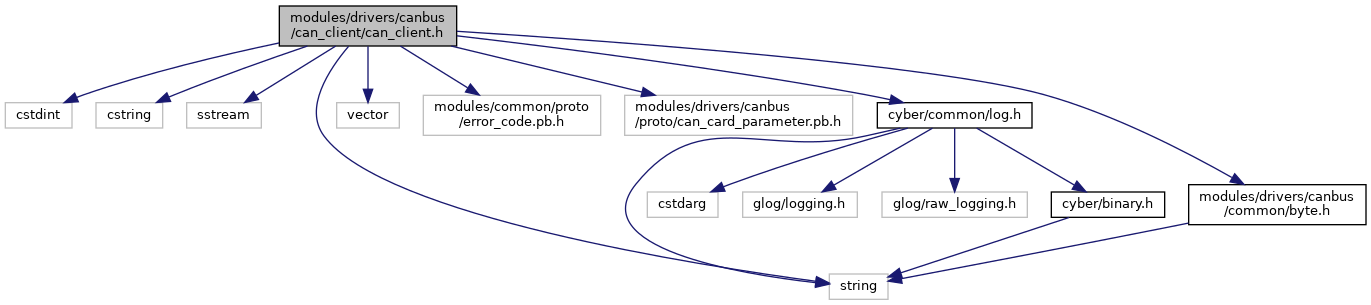 modules/drivers/canbus
/can_client/can_client.h
cstdint
cstring
sstream
vector
modules/common/proto
/error_code.pb.h
modules/drivers/canbus
/proto/can_card_parameter.pb.h
cyber/common/log.h
cstdarg
glog/logging.h
glog/raw_logging.h
cyber/binary.h
modules/drivers/canbus
/common/byte.h
string